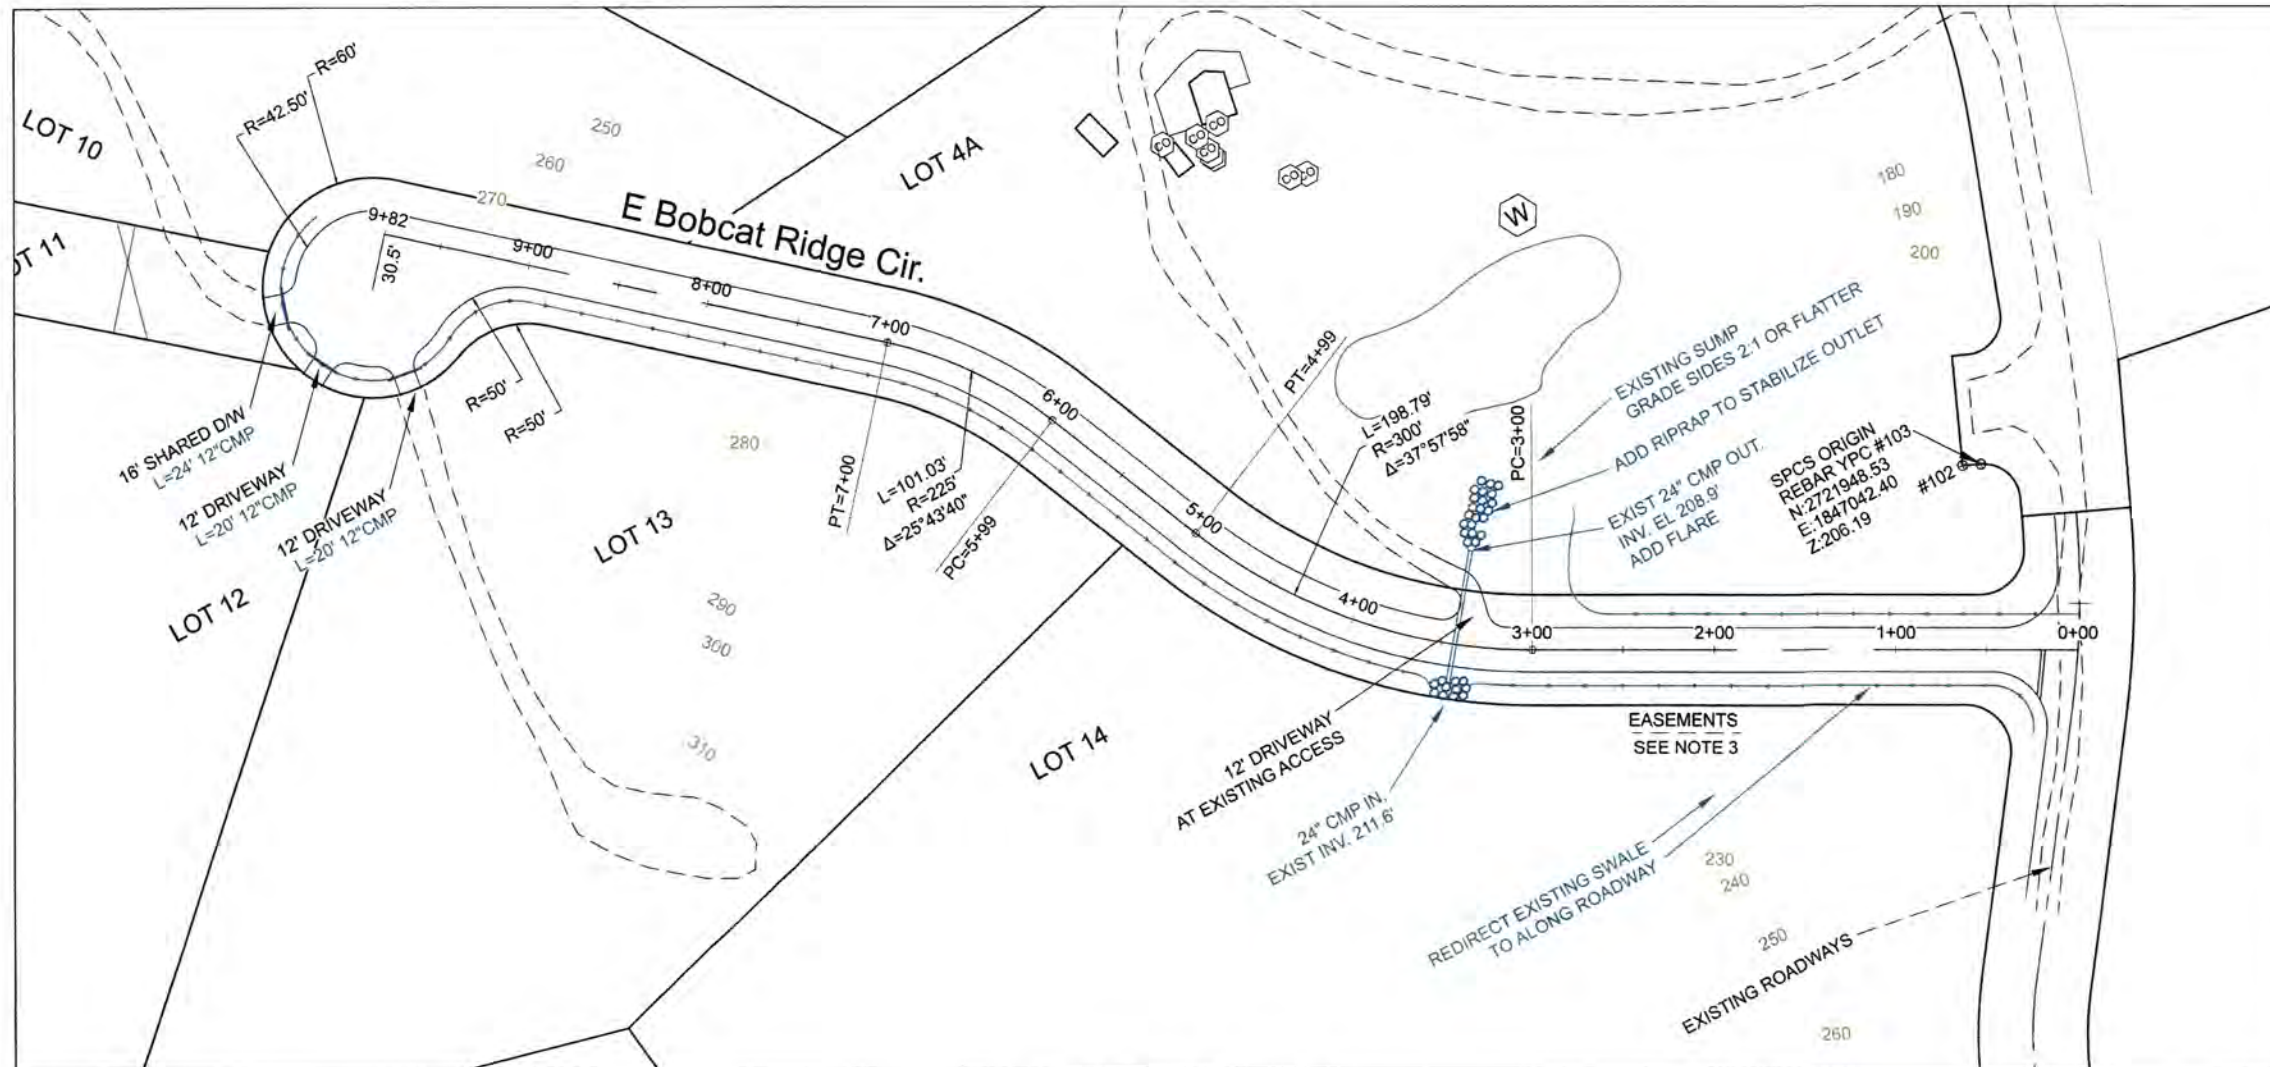 R=60'
R=42.50'
LOT 10
250
260
270
LOT 4A
E Bobcat Ridge Cir.
CO
CO
CO
CO
CO
CO
W
180
190
200
OT 11
9+82
30.5'
9+00
8+00
7+00
6+00
5+00
4+00
3+00
2+00
1+00
0+00
PT=4+99
L=198.79'
R=300'
Δ=37°57'58"
PC=3+00
EXISTING SUMP
GRADE SIDES 2:1 OR FLATTER
ADD RIPRAP TO STABILIZE OUTLET
EXIST 24" CMP OUT.
INV. EL 208.9'
ADD FLARE
SPCS ORIGIN
REBAR YPC #103
N:2721948.53
E:1847042.40
Z:206.19
#102
R=50'
R=50'
280
PT=7+00
L=101.03'
R=225'
Δ=25°43'40"
PC=5+99
16' SHARED D/W
L=24' 12"CMP
12' DRIVEWAY
L=20' 12"CMP
12' DRIVEWAY
L=20' 12"CMP
LOT 12
LOT 13
290
300
310
LOT 14
12' DRIVEWAY
AT EXISTING ACCESS
24" CMP IN.
EXIST INV. 211.6'
EASEMENTS
SEE NOTE 3
REDIRECT EXISTING SWALE
TO ALONG ROADWAY
230
240
250
EXISTING ROADWAYS
260